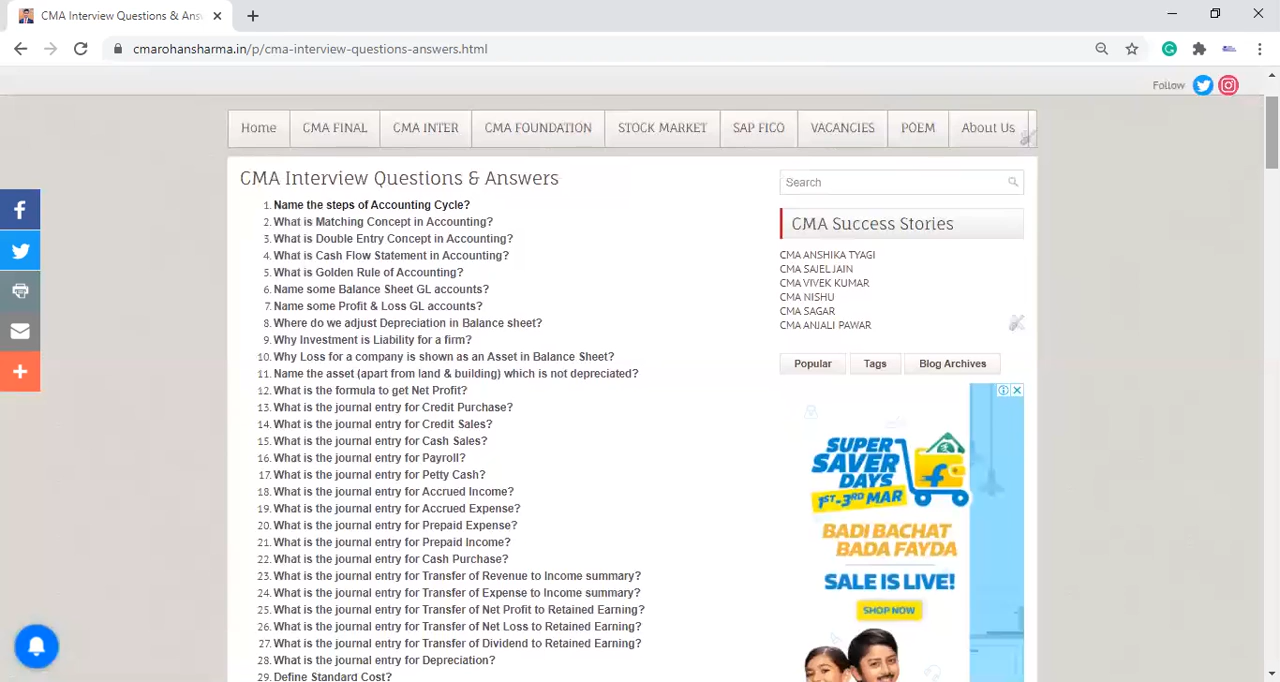 CMA Interview Questions & Ans
cmarohansharma.in/p/cma-interview-questions-answers.html
Follow
Home
CMA FINAL
CMA INTER
CMA FOUNDATION
STOCK MARKET
SAP FICO
VACANCIES
POEM
About Us
CMA Interview Questions & Answers
1. Name the steps of Accounting Cycle?
2. What is Matching Concept in Accounting?
3. What is Double Entry Concept in Accounting?
4. What is Cash Flow Statement in Accounting?
5. What is Golden Rule of Accounting?
6. Name some Balance Sheet GL accounts?
7. Name some Profit & Loss GL accounts?
8. Where do we adjust Depreciation in Balance sheet?
9. Why Investment is Liability for a firm?
10. Why Loss for a company is shown as an Asset in Balance Sheet?
11. Name the asset (apart from land & building) which is not depreciated?
12. What is the formula to get Net Profit?
13. What is the journal entry for Credit Purchase?
14. What is the journal entry for Credit Sales?
15. What is the journal entry for Cash Sales?
16. What is the journal entry for Payroll?
17. What is the journal entry for Petty Cash?
18. What is the journal entry for Accrued Income?
19. What is the journal entry for Accrued Expense?
20. What is the journal entry for Prepaid Expense?
21. What is the journal entry for Prepaid Income?
22. What is the journal entry for Cash Purchase?
23. What is the journal entry for Transfer of Revenue to Income summary?
24. What is the journal entry for Transfer of Expense to Income summary?
25. What is the journal entry for Transfer of Net Profit to Retained Earning?
26. What is the journal entry for Transfer of Net Loss to Retained Earning?
27. What is the journal entry for Transfer of Dividend to Retained Earning?
28. What is the journal entry for Depreciation?
29. Define Standard Cost?
Search
CMA Success Stories
CMA ANSHIKA TYAGI
CMA SAJEL JAIN
CMA VIVEK KUMAR
CMA NISHU
CMA SAGAR
CMA ANJALI PAWAR
Popular
Tags
Blog Archives
SUPER
SAVER
DAYS
1ST-3RD MAR
BADI BACHAT
BADA FAYDA
SALE IS LIVE!
SHOP NOW